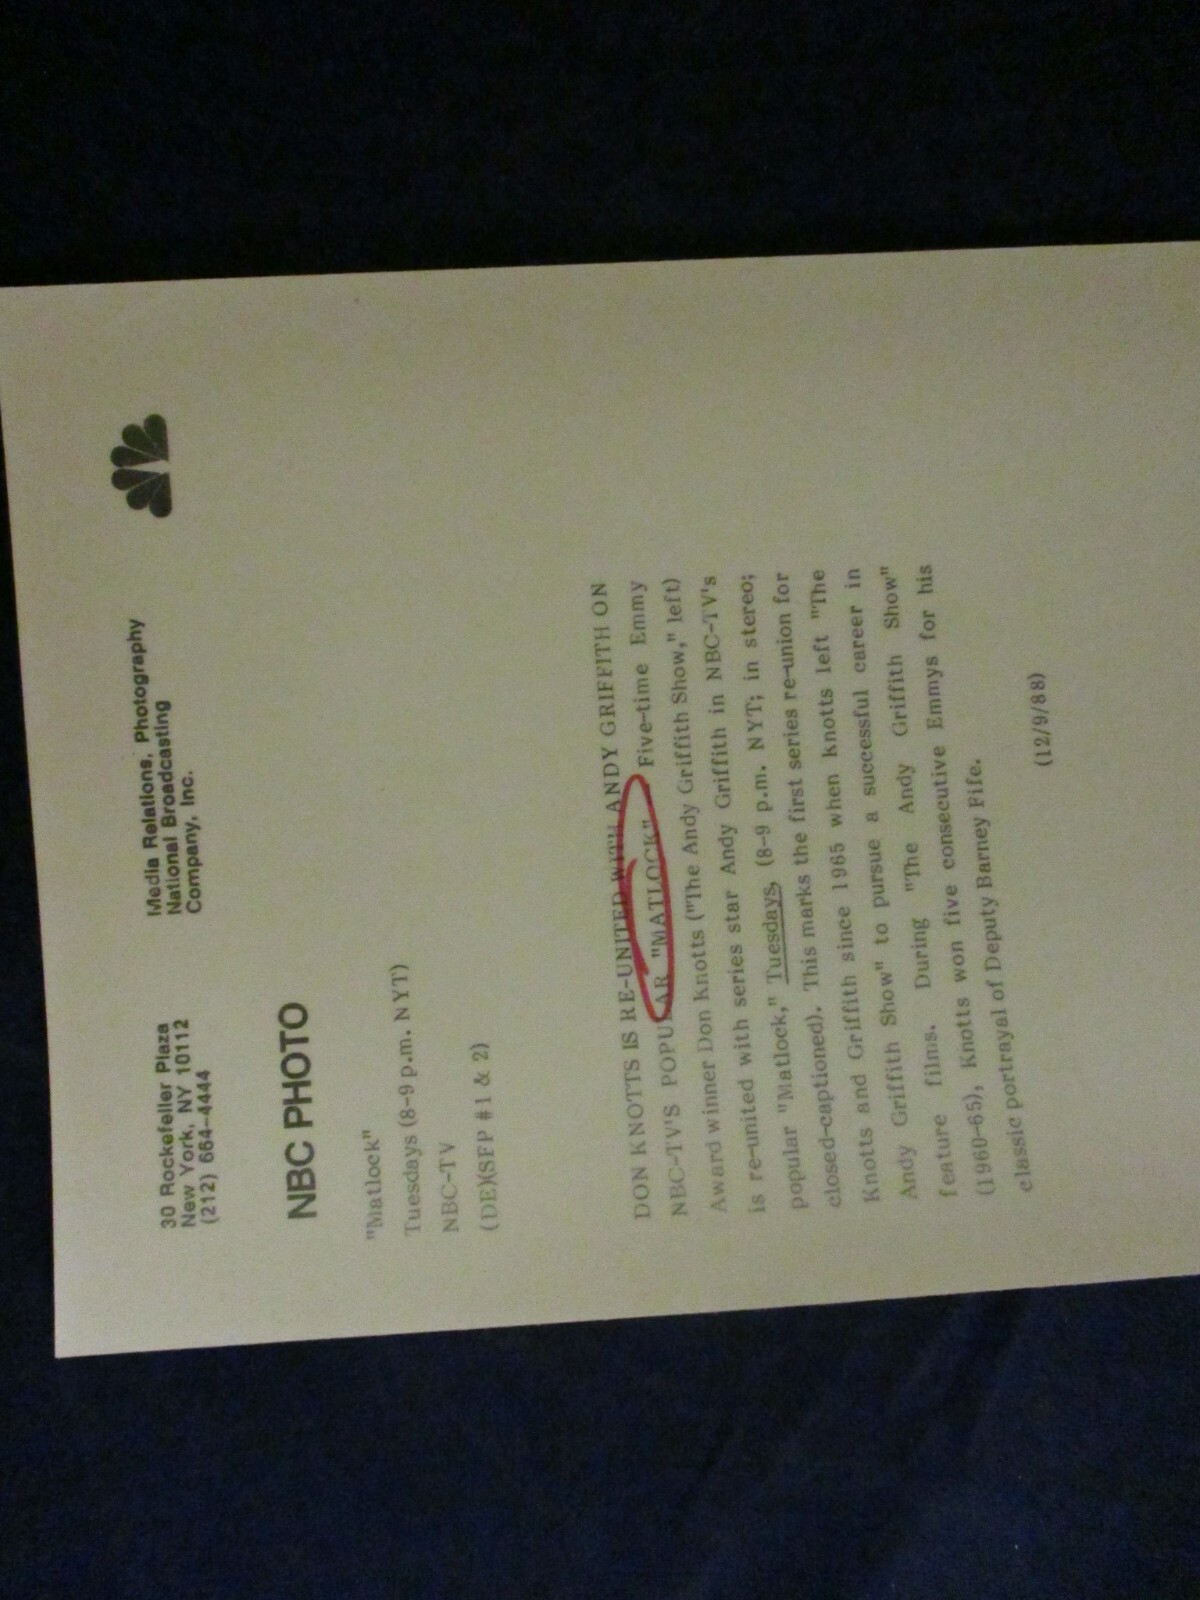 30 Rockefeller Plaza
New York, NY 10112
(212) 664-4444
Media Relations, Photography
National Broadcasting
Company, Inc.
NBC PHOTO
"Matlock"
Tuesdays (8-9 p.m. NYT)
NBC-TV
(DE)(SFP #1 & 2)
DON KNOTTS IS RE-UNITED WITH ANDY GRIFFITH ON
NBC-TV'S POPULAR "MATLOCK" - Five-time Emmy
Award winner Don Knotts ("The Andy Griffith Show," left)
is re-united with series star Andy Griffith in NBC-TV's
popular "Matlock," Tuesdays, (8-9 p.m. NYT; in stereo;
closed-captioned). This marks the first series re-union for
Knotts and Griffith since 1965 when Knotts left "The
Andy Griffith Show" to pursue a successful career in
feature films. During "The Andy Griffith Show"
(1960-65), Knotts won five consecutive Emmys for his
classic portrayal of Deputy Barney Fife.
(12/9/88)